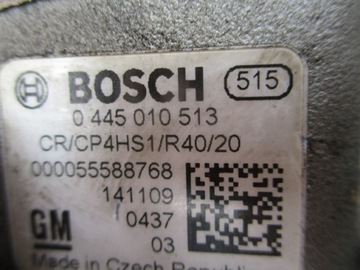 BOSCH 515
0 445 010 513
CR/CP4HS1/R40/20
000055588768
141109
GM 0437
03
Made in Czech Republic